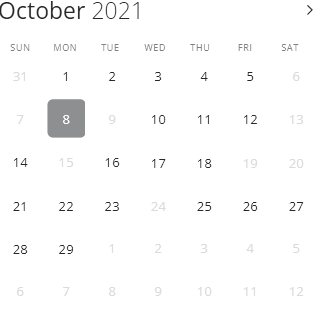 October 2021
SUN MON TUE WED THU FRI SAT
31 1 2 3 4 5 6
7 8 9 10 11 12 13
14 15 16 17 18 19 20
21 22 23 24 25 26 27
28 29 1 2 3 4 5
6 7 8 9 10 11 12